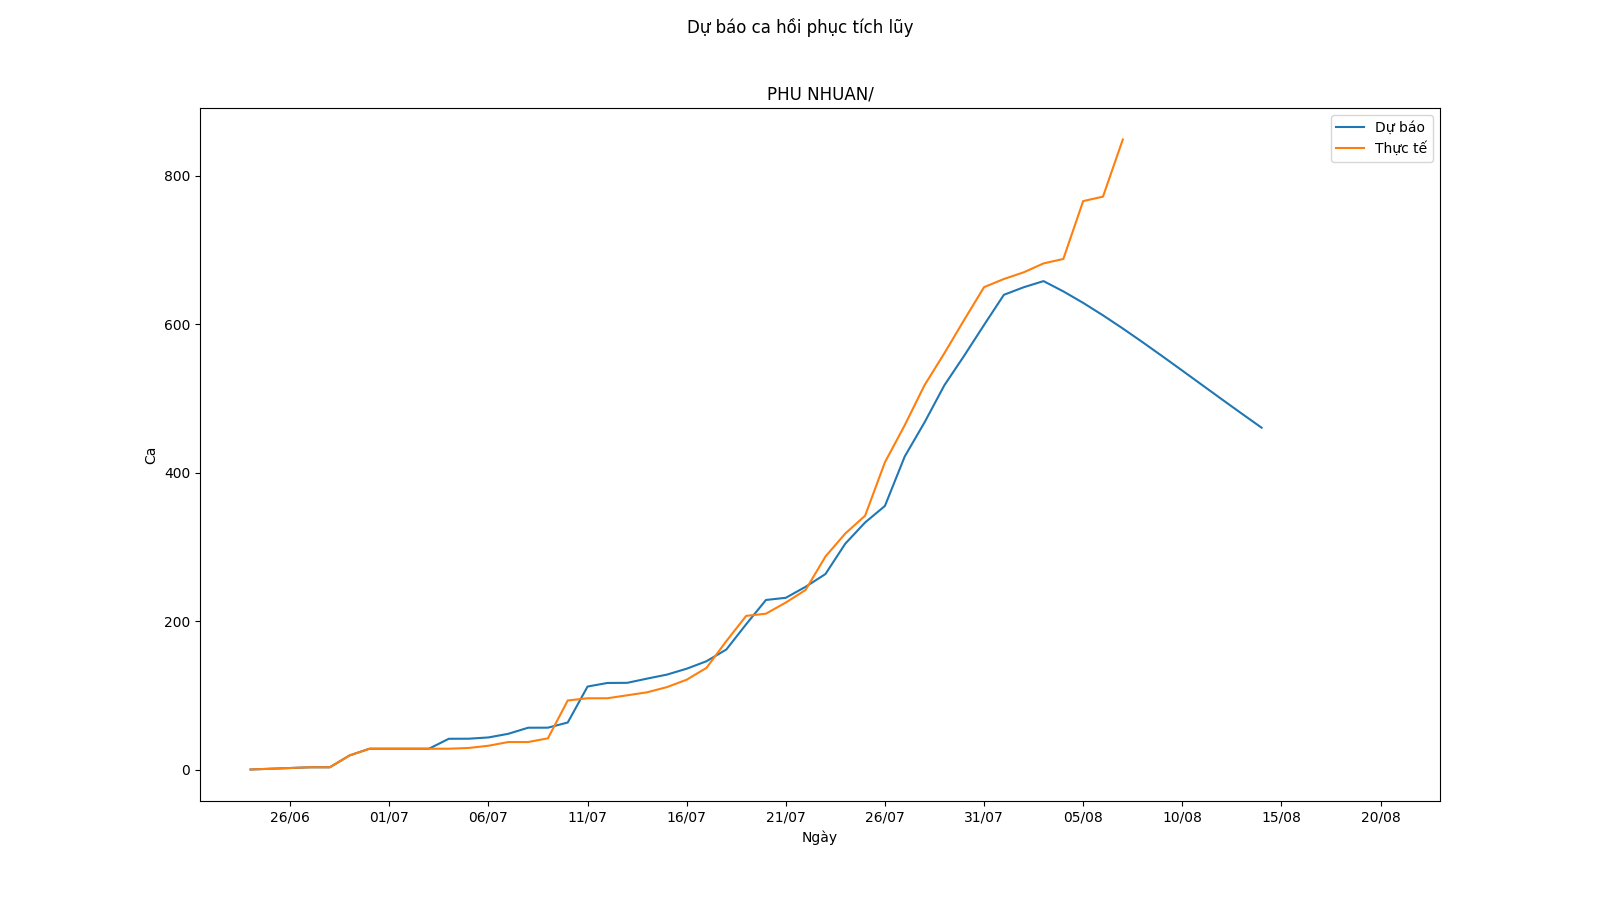 Dự báo ca hồi phục tích lũy
PHU NHUAN/
Dự báo
Thực tế
800
600
400
200
0
Ca
26/06 01/07 06/07 11/07 16/07 21/07 26/07 31/07 05/08 10/08 15/08 20/08
Ngày